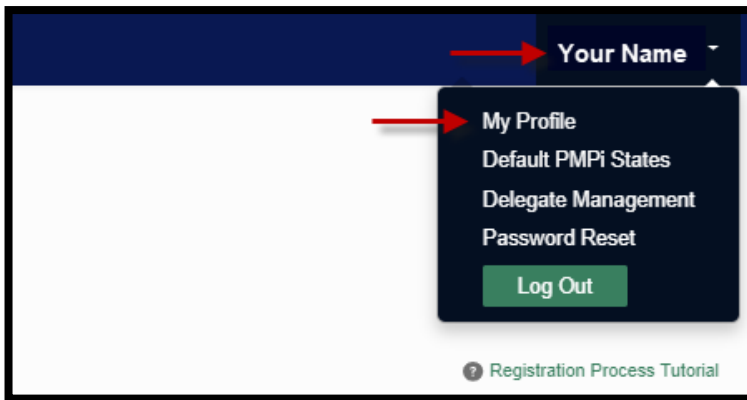 Your Name
My Profile
Default PMPi States
Delegate Management
Password Reset
Log Out
Registration Process Tutorial